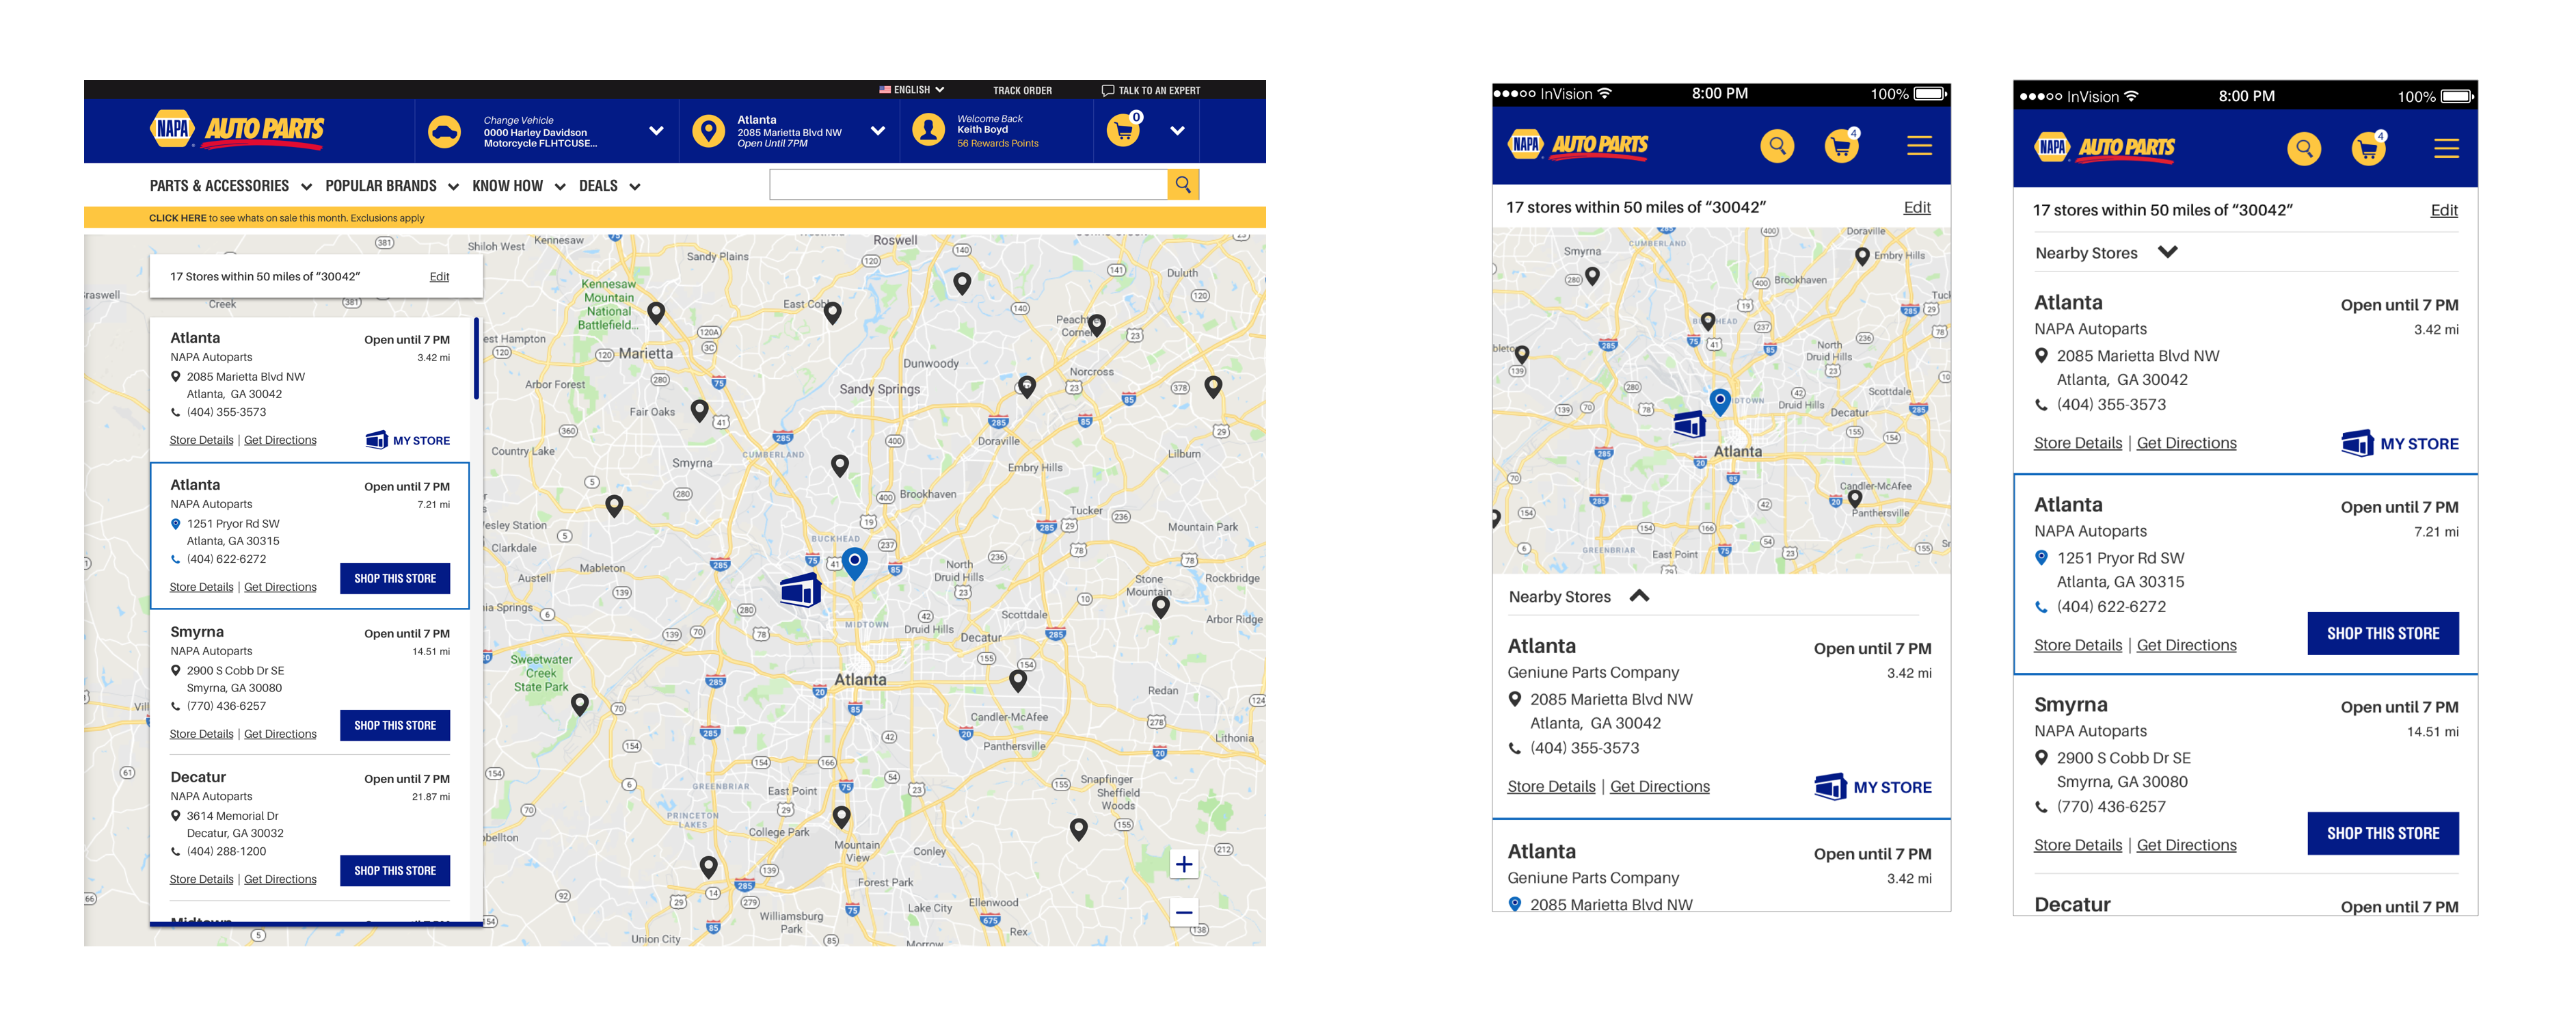 ENGLISH
TRACK ORDER
TALK TO AN EXPERT
NAPA AUTO PARTS
Change Vehicle
0000 Harley Davidson
Motorcycle FLHTCUSE...
Atlanta
2085 Marietta Blvd NW
Open Until 7PM
Welcome Back
Keith Boyd
56 Rewards Points
0
PARTS & ACCESSORIES
POPULAR BRANDS
KNOW HOW
DEALS
CLICK HERE to see whats on sale this month. Exclusions apply
17 Stores within 50 miles of “30042”
Edit
Atlanta
Open until 7 PM
NAPA Autoparts
3.42 mi
2085 Marietta Blvd NW
Atlanta, GA 30042
(404) 355-3573
Store Details | Get Directions
MY STORE
Atlanta
Open until 7 PM
NAPA Autoparts
7.21 mi
1251 Pryor Rd SW
Atlanta, GA 30315
(404) 622-6272
Store Details | Get Directions
SHOP THIS STORE
Smyrna
Open until 7 PM
NAPA Autoparts
14.51 mi
2900 S Cobb Dr SE
Smyrna, GA 30080
(770) 436-6257
Store Details | Get Directions
SHOP THIS STORE
Decatur
Open until 7 PM
NAPA Autoparts
21.87 mi
3614 Memorial Dr
Decatur, GA 30032
(404) 288-1200
Store Details | Get Directions
SHOP THIS STORE
Shiloh West
Kennesaw
Roswell
Sandy Plains
Duluth
Creek
Kennesaw
Mountain
National
Battlefield...
East Cobb
Marietta
Dunwoody
Norcross
Arbor Forest
Sandy Springs
Fair Oaks
Country Lake
Doraville
Lilburn
Smyrna
CUMBERLAND
Embry Hills
Brookhaven
Tucker
Mountain Park
Clarkdale
BUCKHEAD
Austell
Mableton
North
Druid Hills
Stone
Mountain
Rockbridge
Scottdale
Arbor Ridge
MIDTOWN
Druid Hills
Decatur
Sweetwater
Creek
State Park
Atlanta
Redan
Candler-McAfee
Panthersville
Lithonia
GREENBRIAR
East Point
Snapfinger
Sheffield
Woods
PRINCETON
LAKES
College Park
Mountain
View
Conley
Forest Park
Lake City
Ellenwood
Williamsburg
Park
Union City
Rex
Morrow
+
−
InVision
8:00 PM
100%
NAPA AUTO PARTS
4
17 stores within 50 miles of “30042”
Edit
Smyrna
CUMBERLAND
Doraville
Embry Hills
Brookhaven
North
Druid Hills
Scottdale
Druid Hills
Decatur
Atlanta
Candler-McAfee
Panthersville
GREENBRIAR
East Point
Nearby Stores
Atlanta
Open until 7 PM
Geniune Parts Company
3.42 mi
2085 Marietta Blvd NW
Atlanta, GA 30042
(404) 355-3573
Store Details | Get Directions
MY STORE
Atlanta
Open until 7 PM
Geniune Parts Company
3.42 mi
2085 Marietta Blvd NW
InVision
8:00 PM
100%
NAPA AUTO PARTS
4
17 stores within 50 miles of “30042”
Edit
Nearby Stores
Atlanta
Open until 7 PM
NAPA Autoparts
3.42 mi
2085 Marietta Blvd NW
Atlanta, GA 30042
(404) 355-3573
Store Details | Get Directions
MY STORE
Atlanta
Open until 7 PM
NAPA Autoparts
7.21 mi
1251 Pryor Rd SW
Atlanta, GA 30315
(404) 622-6272
Store Details | Get Directions
SHOP THIS STORE
Smyrna
Open until 7 PM
NAPA Autoparts
14.51 mi
2900 S Cobb Dr SE
Smyrna, GA 30080
(770) 436-6257
Store Details | Get Directions
SHOP THIS STORE
Decatur
Open until 7 PM